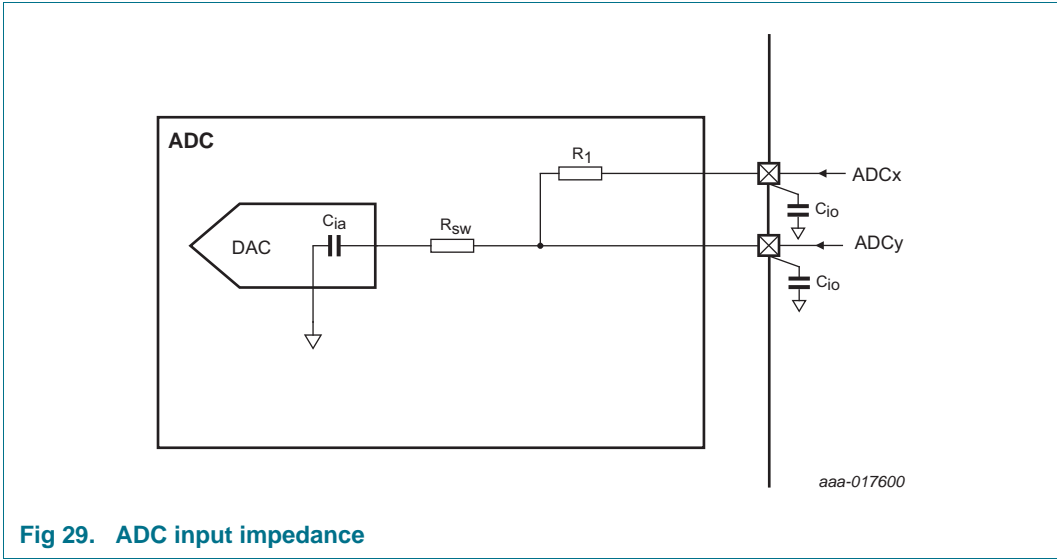 ADC
R1
ADCx
Cio
Cia
Rsw
DAC
ADCy
Cio
aaa-017600
Fig 29. ADC input impedance